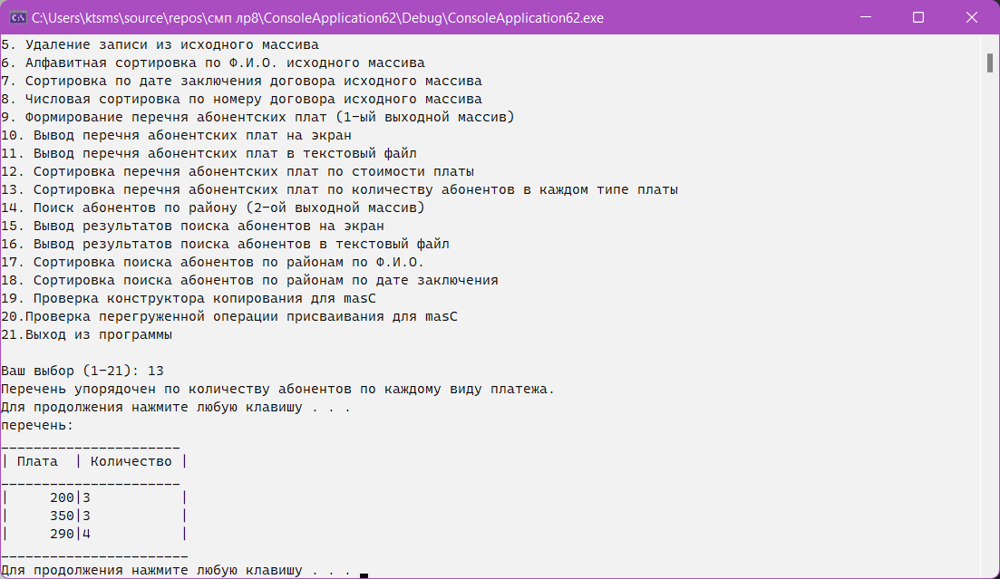 C:\Users\ktsms\source\repos\смп лр8\ConsoleApplication62\Debug\ConsoleApplication62.exe
5. Удаление записи из исходного массива
6. Алфавитная сортировка по Ф.И.О. исходного массива
7. Сортировка по дате заключения договора исходного массива
8. Числовая сортировка по номеру договора исходного массива
9. Формирование перечня абонентских плат (1-ый выходной массив)
10. Вывод перечня абонентских плат на экран
11. Вывод перечня абонентских плат в текстовый файл
12. Сортировка перечня абонентских плат по стоимости платы
13. Сортировка перечня абонентских плат по количеству абонентов в каждом типе платы
14. Поиск абонентов по району (2-ой выходной массив)
15. Вывод результатов поиска абонентов на экран
16. Вывод результатов поиска абонентов в текстовый файл
17. Сортировка поиска абонентов по районам по Ф.И.О.
18. Сортировка поиска абонентов по районам по дате заключения
19. Проверка конструктора копирования для masC
20.Проверка перегруженной операции присваивания для masC
21.Выход из программы
Ваш выбор (1-21): 13
Перечень упорядочен по количеству абонентов по каждому виду платежа.
Для продолжения нажмите любую клавишу . . .
перечень:
______________________
| Плата  | Количество |
______________________
|     200|3           |
|     350|3           |
|     290|4           |
_______________________
Для продолжения нажмите любую клавишу . . .